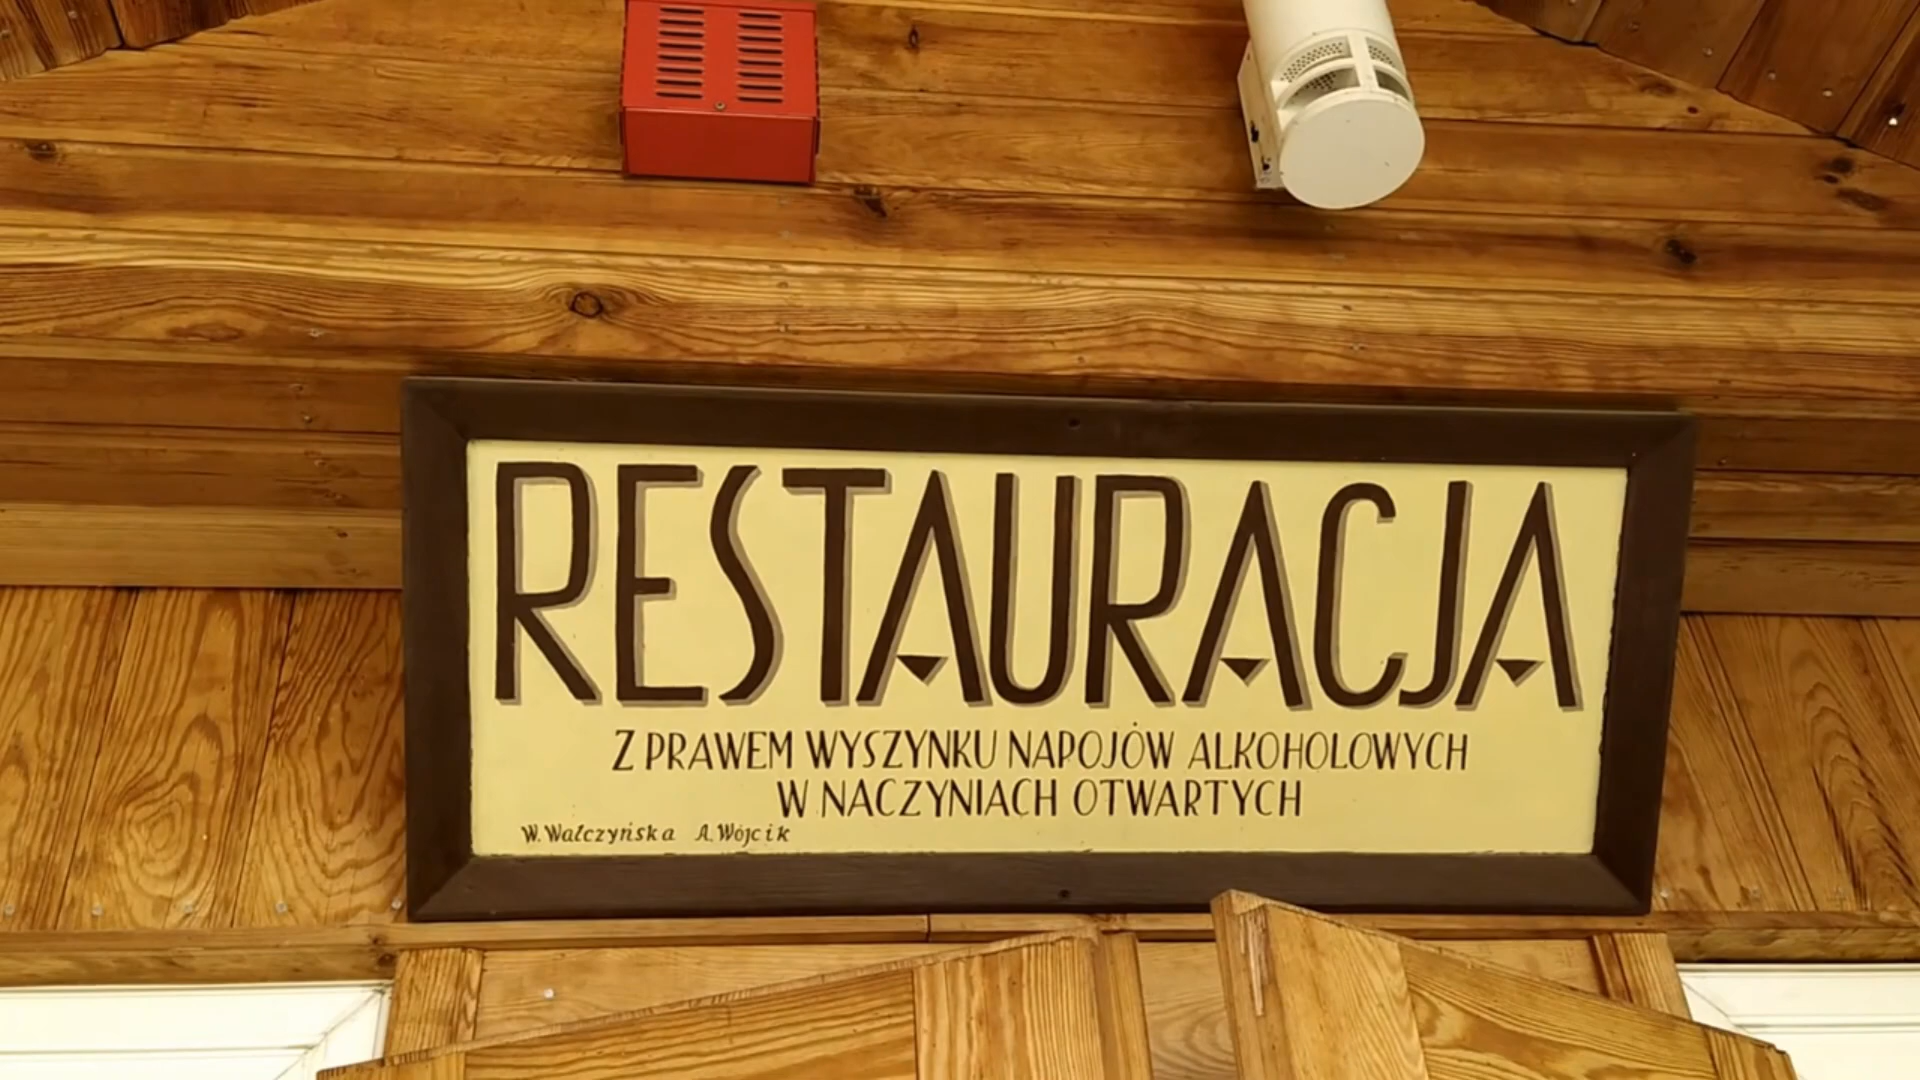 RESTAURACJA
Z PRAWEM WYSZYNKU NAPOJÓW ALKOHOLOWYCH
W NACZYNIACH OTWARTYCH
W. Walczyńska A. Wójcik